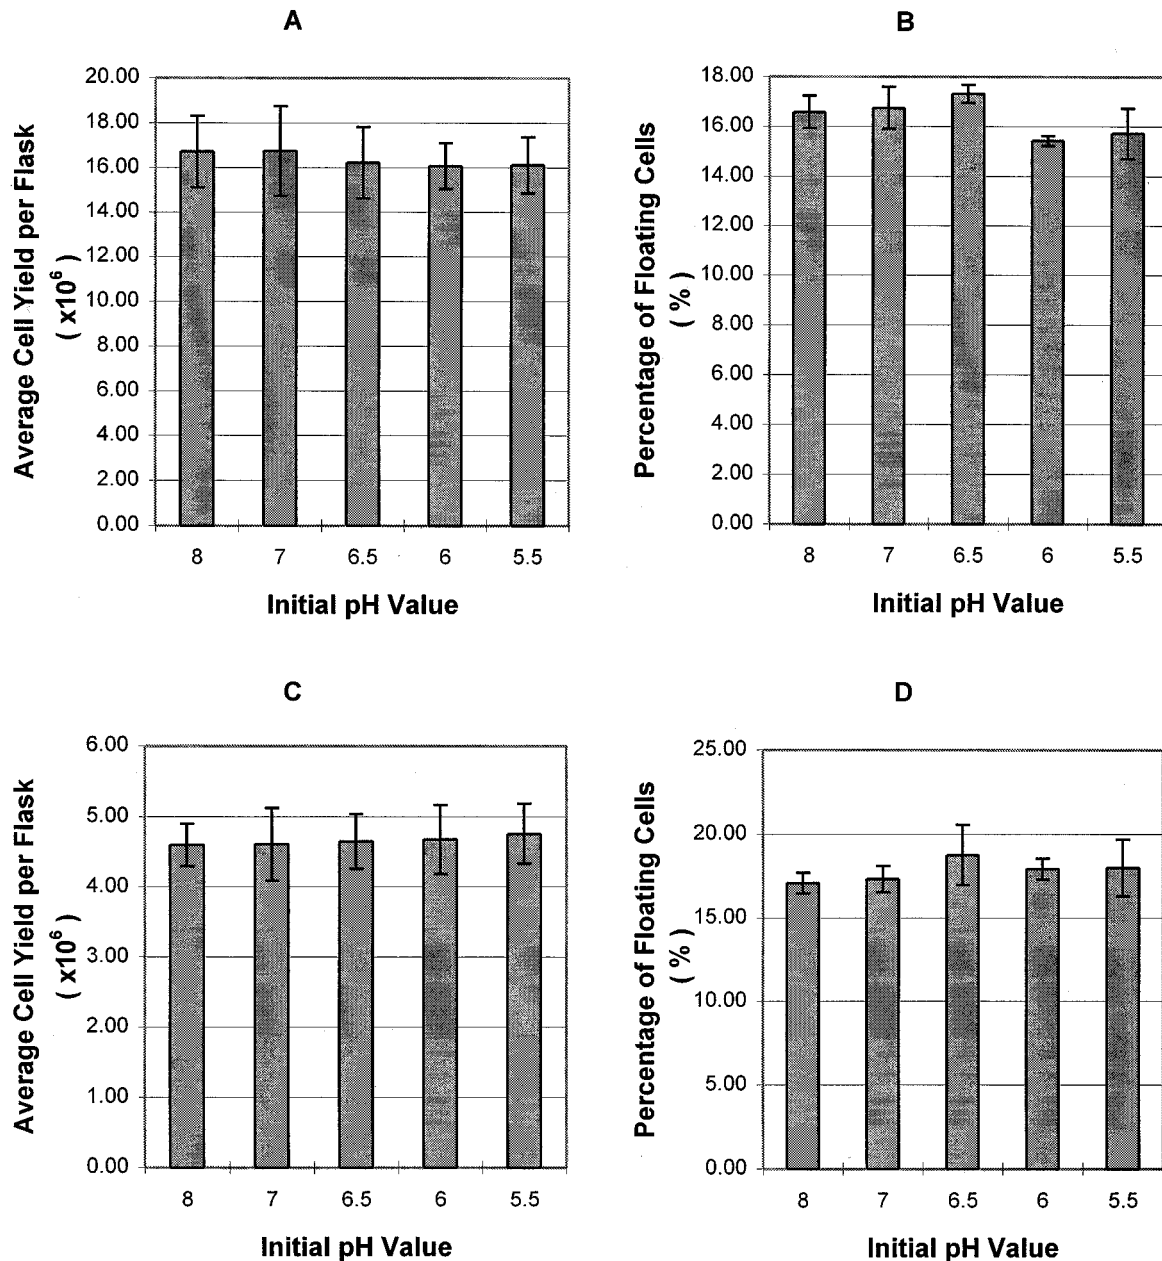 A
Average Cell Yield per Flask
( x10⁶ )
20.00
18.00
16.00
14.00
12.00
10.00
8.00
6.00
4.00
2.00
0.00
8 7 6.5 6 5.5
Initial pH Value
B
Percentage of Floating Cells
( % )
18.00
16.00
14.00
12.00
10.00
8.00
6.00
4.00
2.00
0.00
8 7 6.5 6 5.5
Initial pH Value
C
Average Cell Yield per Flask
( x10⁶ )
6.00
5.00
4.00
3.00
2.00
1.00
0.00
8 7 6.5 6 5.5
Initial pH Value
D
Percentage of Floating Cells
( % )
25.00
20.00
15.00
10.00
5.00
0.00
8 7 6.5 6 5.5
Initial pH Value